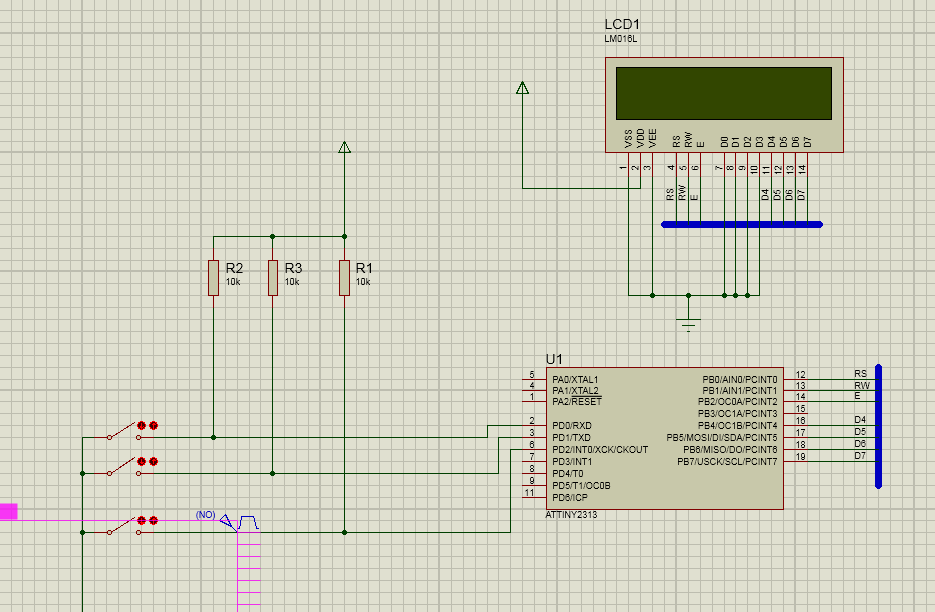 LCD1
LM016L
VSS VDD VEE RS RW E D0 D1 D2 D3 D4 D5 D6 D7
1 2 3 4 5 6 7 8 9 10 11 12 13 14
RS RW E D4 D5 D6 D7
R2
10k
R3
10k
R1
10k
U1
5 PA0/XTAL1 PB0/AIN0/PCINT0 12 RS
4 PA1/XTAL2 PB1/AIN1/PCINT1 13 RW
1 PA2/RESET PB2/OC0A/PCINT2 14 E
PB3/OC1A/PCINT3 15
2 PD0/RXD PB4/OC1B/PCINT4 16 D4
3 PD1/TXD PB5/MOSI/DI/SDA/PCINT5 17 D5
6 PD2/INT0/XCK/CKOUT PB6/MISO/DO/PCINT6 18 D6
7 PD3/INT1 PB7/USCK/SCL/PCINT7 19 D7
8 PD4/T0
9 PD5/T1/OC0B
11 PD6/ICP
ATTINY2313
(NO)